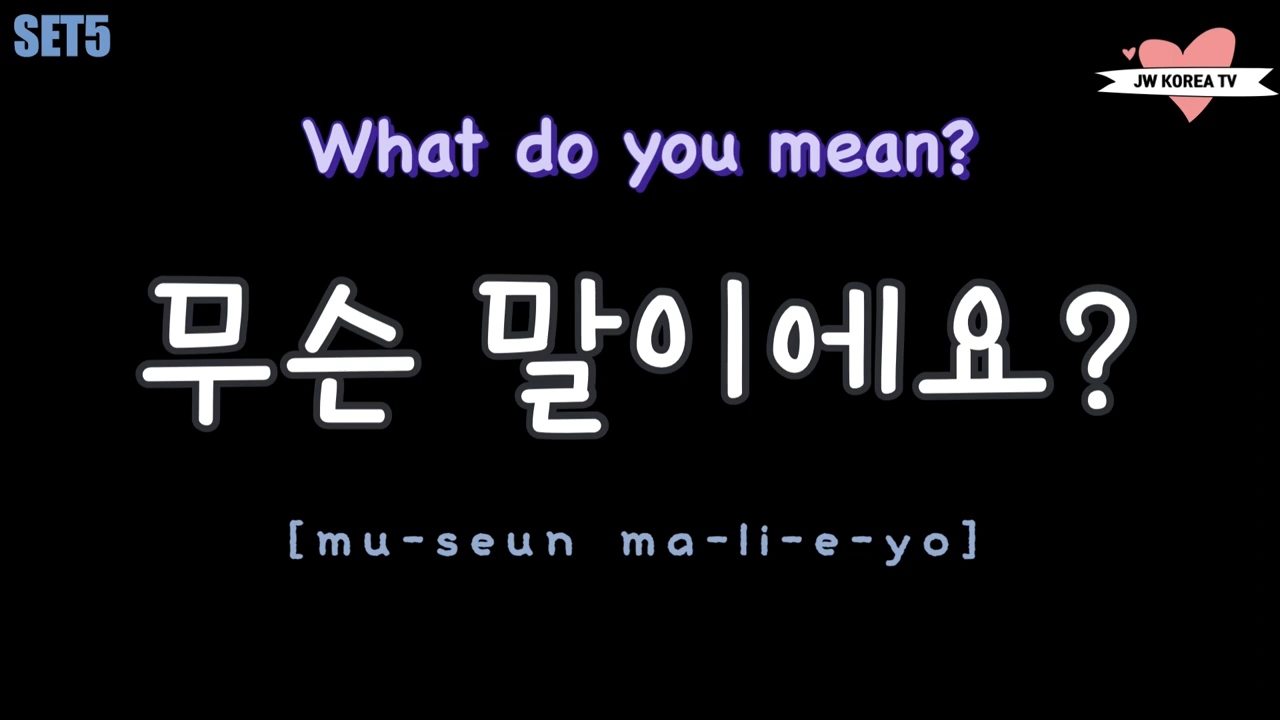 SET5
JW KOREA TV
What do you mean?
무슨 말이에요?
[mu-seun ma-li-e-yo]